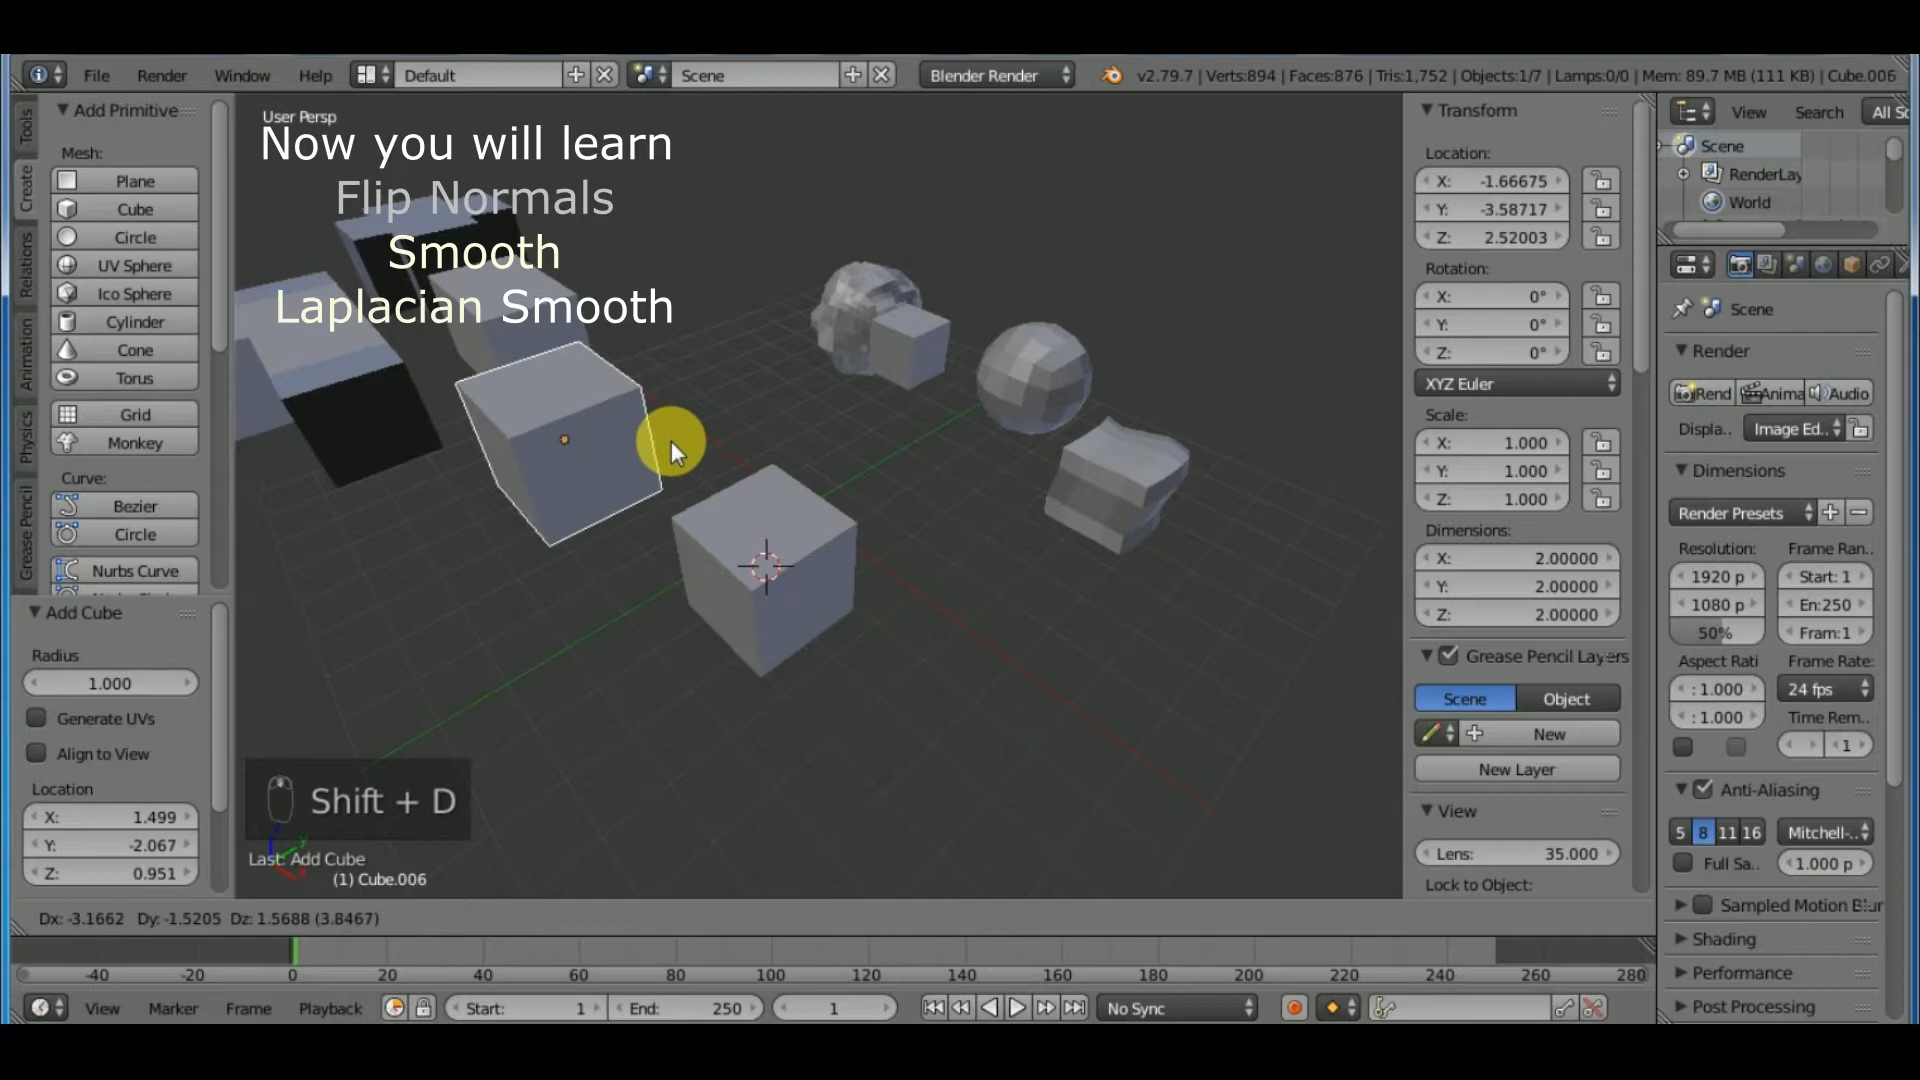 File Render Window Help Default Scene Blender Render v2.79.7 | Verts:894 | Faces:876 | Tris:1,752 | Objects:1/7 | Lamps:0/0 | Mem: 89.7 MB (111 KB) | Cube.006
Tools
Create
Relations
Animation
Physics
Grease Pencil
Add Primitive
Mesh:
Plane
Cube
Circle
UV Sphere
Ico Sphere
Cylinder
Cone
Torus
Grid
Monkey
Curve:
Bezier
Circle
Nurbs Curve
Add Cube
Radius
1.000
Generate UVs
Align to View
Location
X: 1.499
Y: -2.067
Z: 0.951
User Persp
Now you will learn
Flip Normals
Smooth
Laplacian Smooth
Shift + D
Last: Add Cube
(1) Cube.006
Dx: -3.1662 Dy: -1.5205 Dz: 1.5688 (3.8467)
Transform
Location:
X: -1.66675
Y: -3.58717
Z: 2.52003
Rotation:
X: 0°
Y: 0°
Z: 0°
XYZ Euler
Scale:
X: 1.000
Y: 1.000
Z: 1.000
Dimensions:
X: 2.00000
Y: 2.00000
Z: 2.00000
Grease Pencil Layers
Scene Object
New
New Layer
View
Lens: 35.000
Lock to Object:
View Search All Sc
Scene
RenderLay
World
Scene
Render
Rend Anima Audio
Displa.. Image Ed..
Dimensions
Render Presets
Resolution: Frame Ran..
1920 p Start: 1
1080 p En:250
50% Fram:1
Aspect Rati Frame Rate:
: 1.000 24 fps
: 1.000 Time Rem..
1
Anti-Aliasing
5 8 11 16 Mitchell-..
Full Sa.. 1.000 p
Sampled Motion Blur
Shading
Performance
Post Processing
-40 -20 0 20 40 60 80 100 120 140 160 180 200 220 240 260 280
View Marker Frame Playback Start: 1 End: 250 1 No Sync